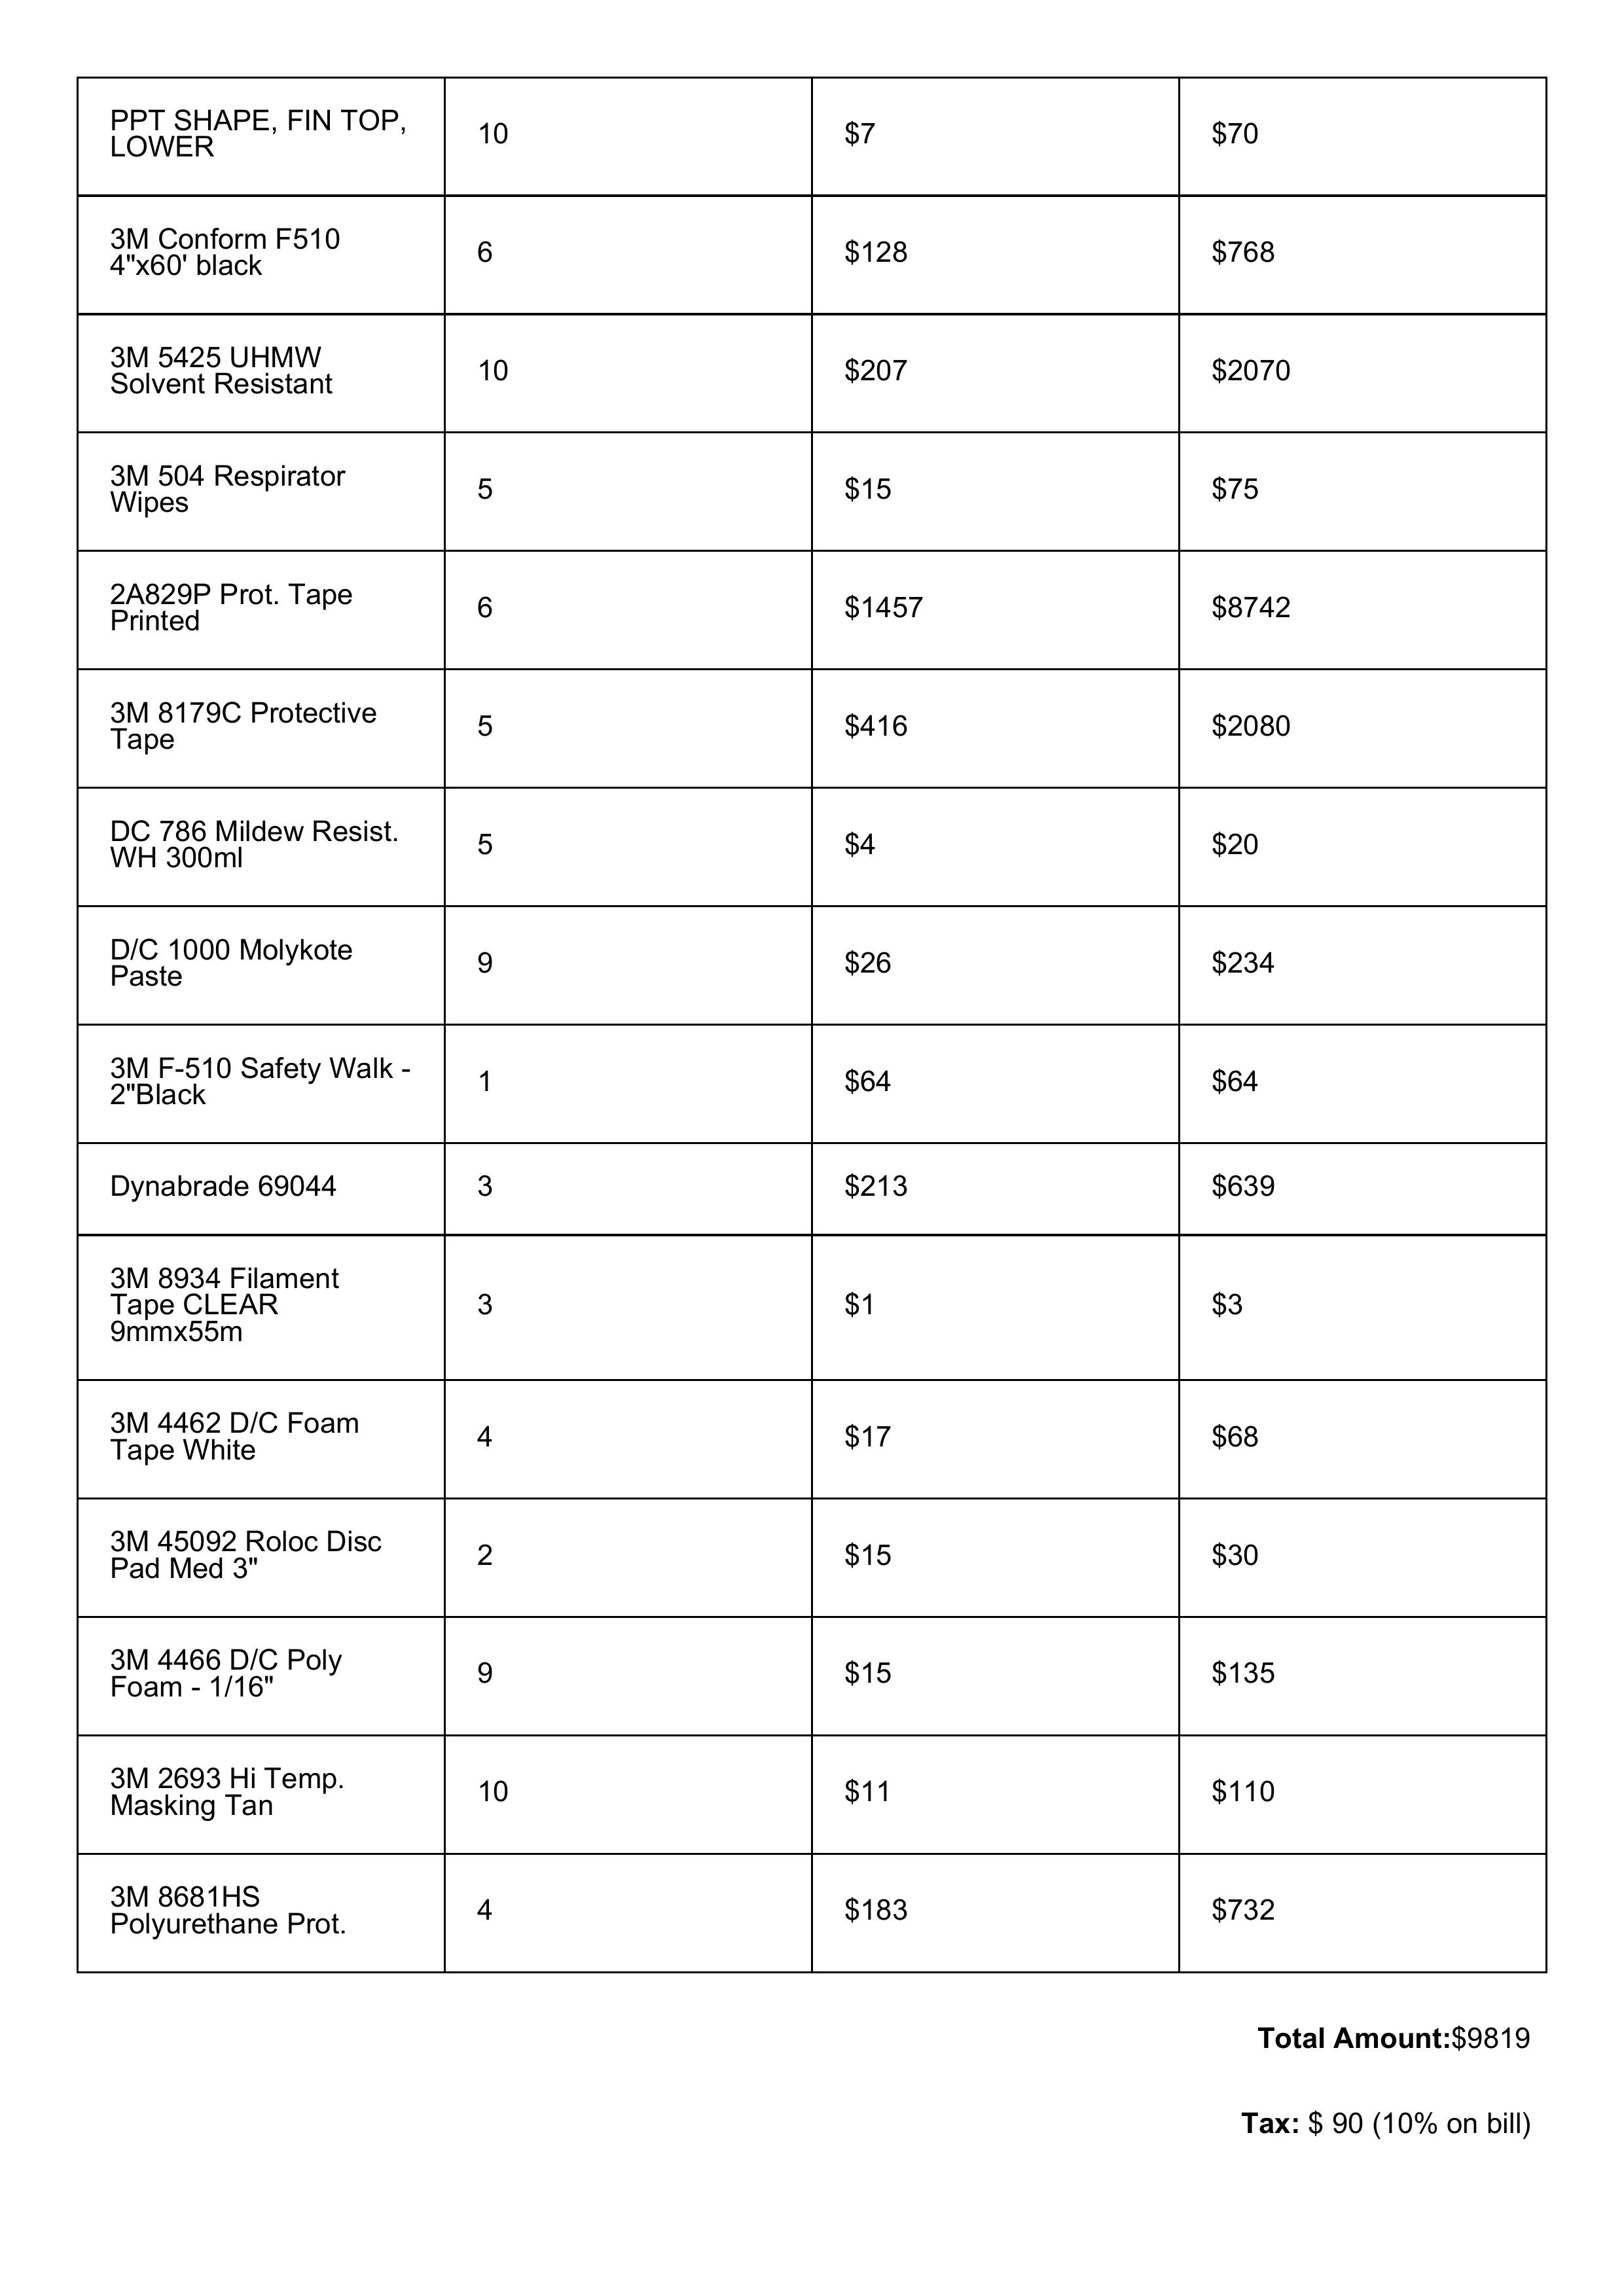 PPT SHAPE, FIN TOP,
LOWER
10
$7
$70
3M Conform F510
4"x60' black
6
$128
$768
3M 5425 UHMW
Solvent Resistant
10
$207
$2070
3M 504 Respirator
Wipes
5
$15
$75
2A829P Prot. Tape
Printed
6
$1457
$8742
3M 8179C Protective
Tape
5
$416
$2080
DC 786 Mildew Resist.
WH 300ml
5
$4
$20
D/C 1000 Molykote
Paste
9
$26
$234
3M F-510 Safety Walk -
2"Black
1
$64
$64
Dynabrade 69044
3
$213
$639
3M 8934 Filament
Tape CLEAR
9mmx55m
3
$1
$3
3M 4462 D/C Foam
Tape White
4
$17
$68
3M 45092 Roloc Disc
Pad Med 3"
2
$15
$30
3M 4466 D/C Poly
Foam - 1/16"
9
$15
$135
3M 2693 Hi Temp.
Masking Tan
10
$11
$110
3M 8681HS
Polyurethane Prot.
4
$183
$732
Total Amount:$9819
Tax: $ 90 (10% on bill)